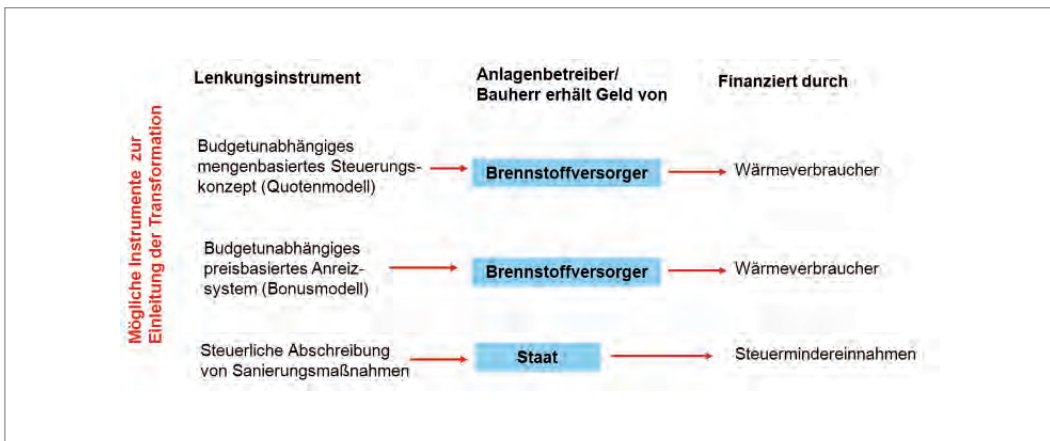 Mögliche Instrumente zur
Einleitung der Transformation
Lenkungsinstrument
Anlagenbetreiber/
Bauherr erhält Geld von
Finanziert durch
Budgetunabhängiges
mengenbasiertes Steuerungs-
konzept (Quotenmodell)
Brennstoffversorger
Wärmeverbraucher
Budgetunabhängiges
preisbasiertes Anreiz-
system (Bonusmodell)
Brennstoffversorger
Wärmeverbraucher
Steuerliche Abschreibung
von Sanierungsmaßnahmen
Staat
Steuermindereinnahmen